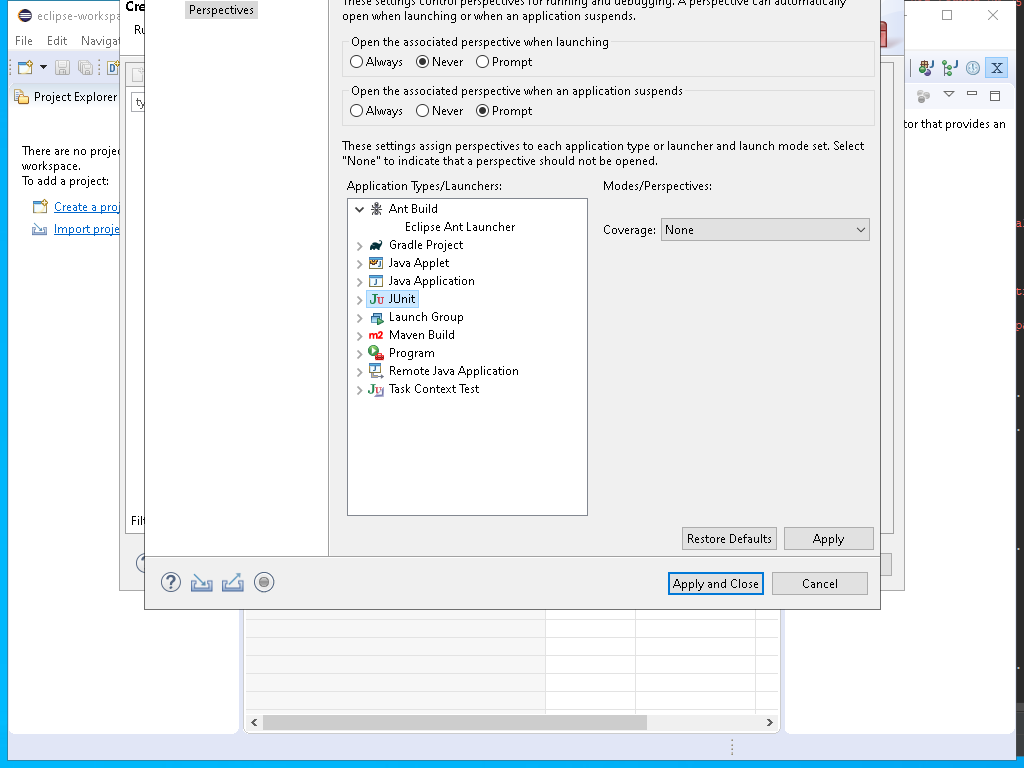 eclipse-workspa
File Edit Navigat
Project Explorer
There are no proje
workspace.
To add a project:
Create a proj
Import proje
Cre
Ru
ty
Filt
Perspectives
These settings control perspectives for running and debugging. A perspective can automatically
open when launching or when an application suspends.
Open the associated perspective when launching
Always Never Prompt
Open the associated perspective when an application suspends
Always Never Prompt
These settings assign perspectives to each application type or launcher and launch mode set. Select
"None" to indicate that a perspective should not be opened.
Application Types/Launchers:
Modes/Perspectives:
Ant Build
Eclipse Ant Launcher
Gradle Project
Java Applet
Java Application
JUnit
Launch Group
m2 Maven Build
Program
Remote Java Application
Task Context Test
Coverage: None
Restore Defaults Apply
Apply and Close Cancel
tor that provides an